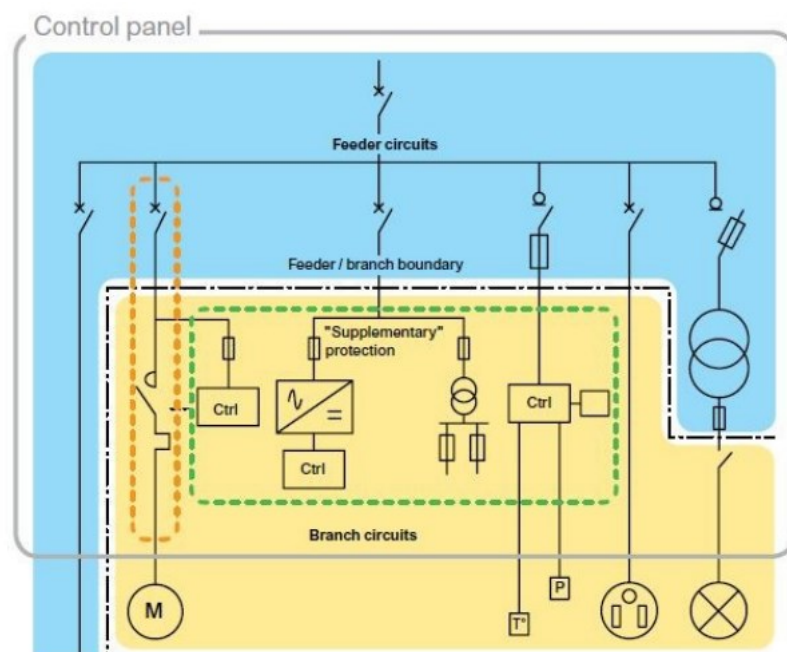 Control panel
Feeder circuits
Feeder / branch boundary
"Supplementary"
protection
Ctrl
Ctrl
Ctrl
Branch circuits
M
P
T°